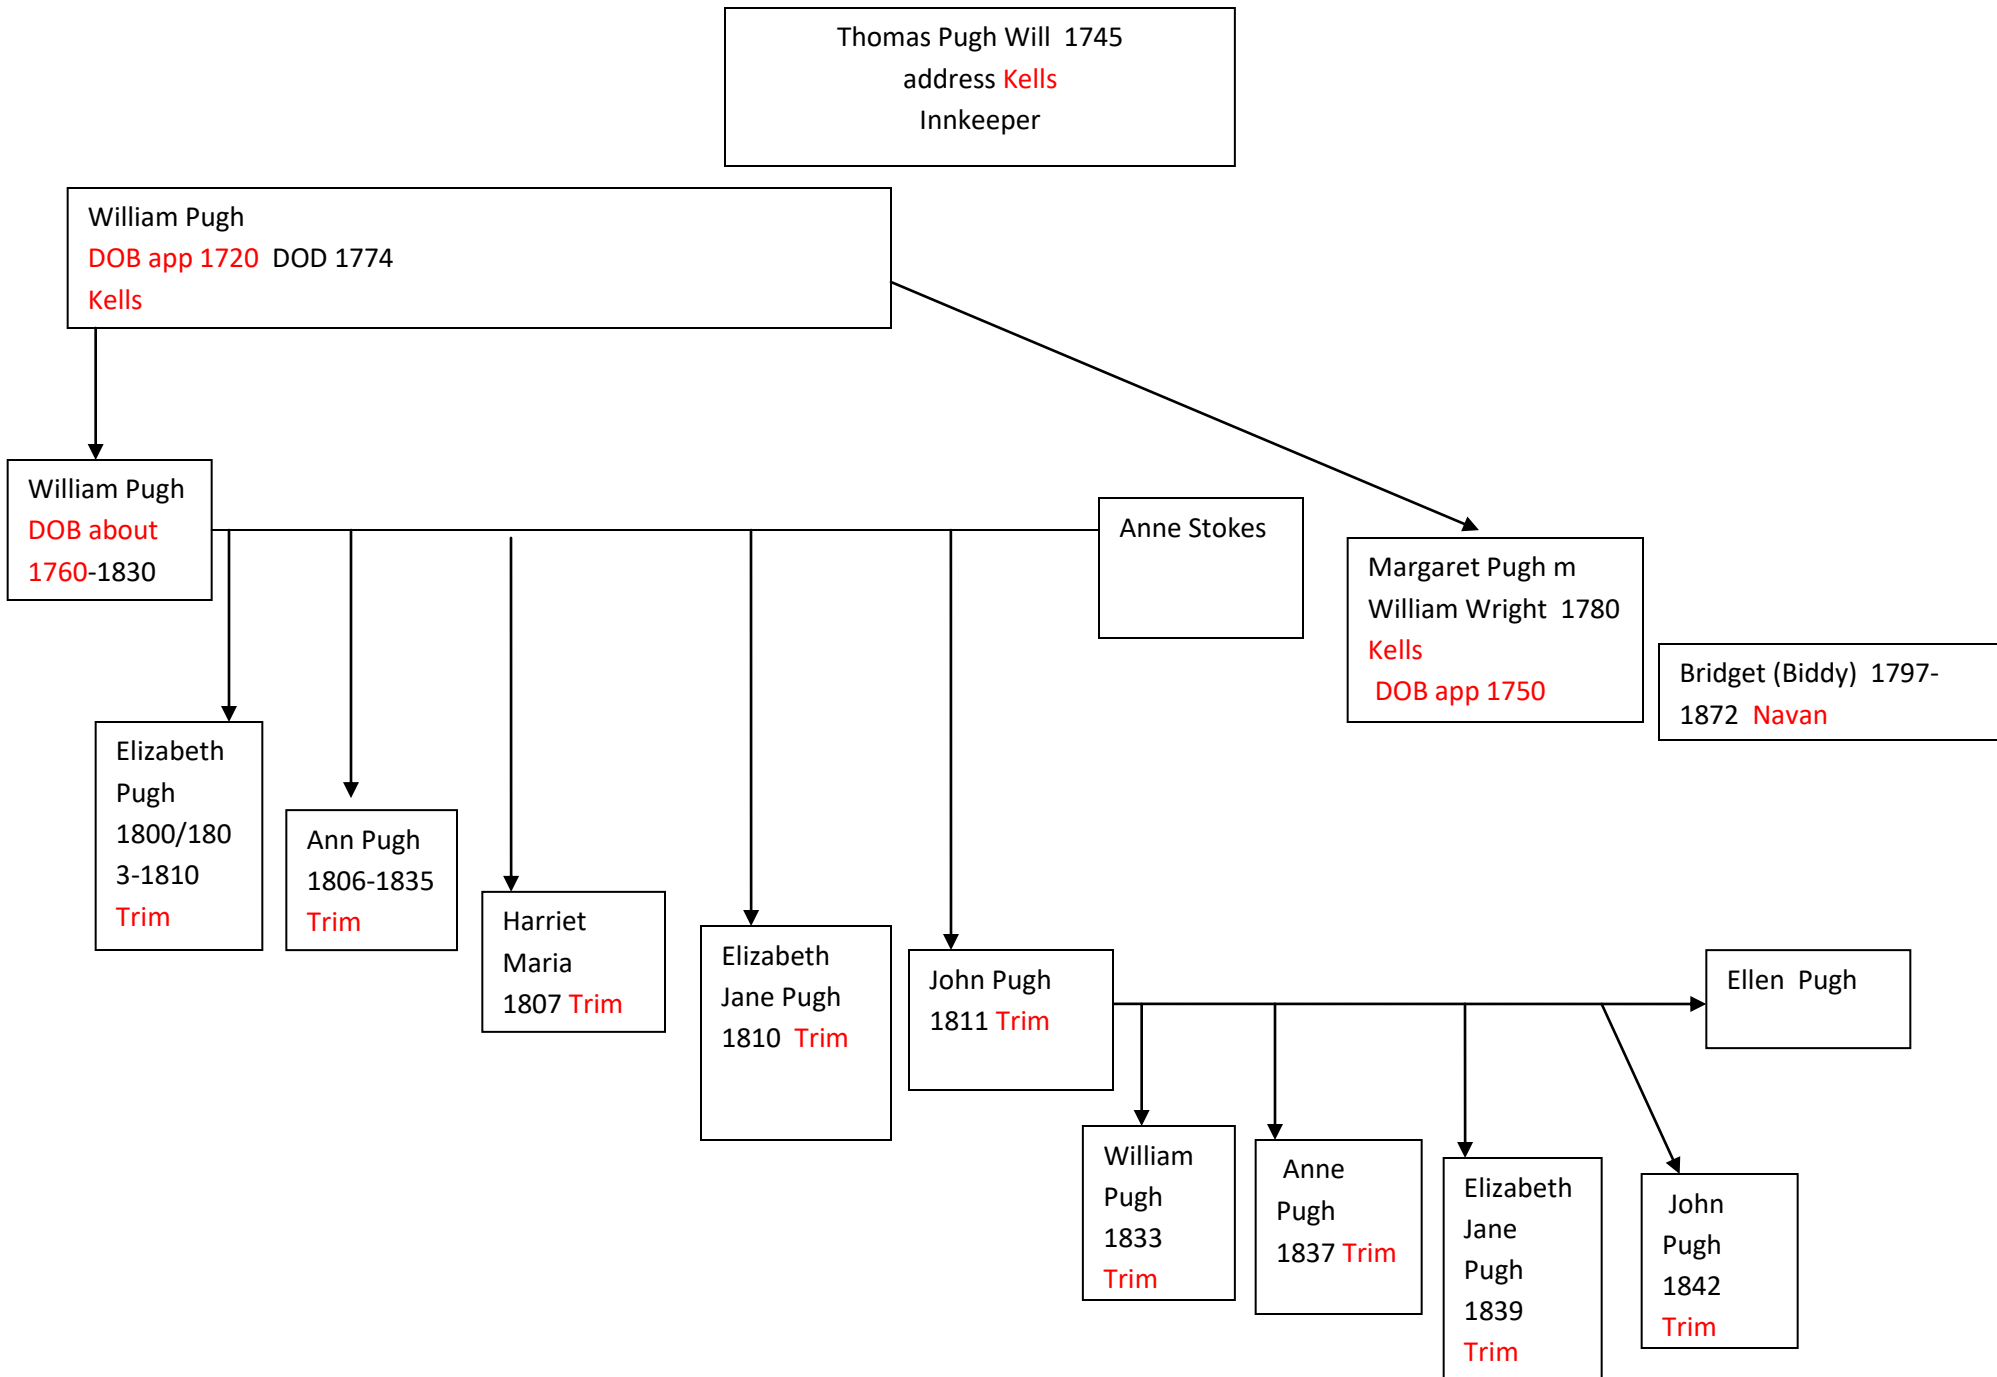 Thomas Pugh Will  1745
address Kells
Innkeeper
William Pugh
DOB app 1720  DOD 1774
Kells
William Pugh
DOB about
1760-1830
Anne Stokes
Margaret Pugh m
William Wright  1780
Kells
DOB app 1750
Bridget (Biddy)  1797-
1872  Navan
Elizabeth
Pugh
1800/180
3-1810
Trim
Ann Pugh
1806-1835
Trim
Harriet
Maria
1807 Trim
Elizabeth
Jane Pugh
1810  Trim
John Pugh
1811 Trim
Ellen  Pugh
William
Pugh
1833
Trim
Anne
Pugh
1837 Trim
Elizabeth
Jane
Pugh
1839
Trim
John
Pugh
1842
Trim